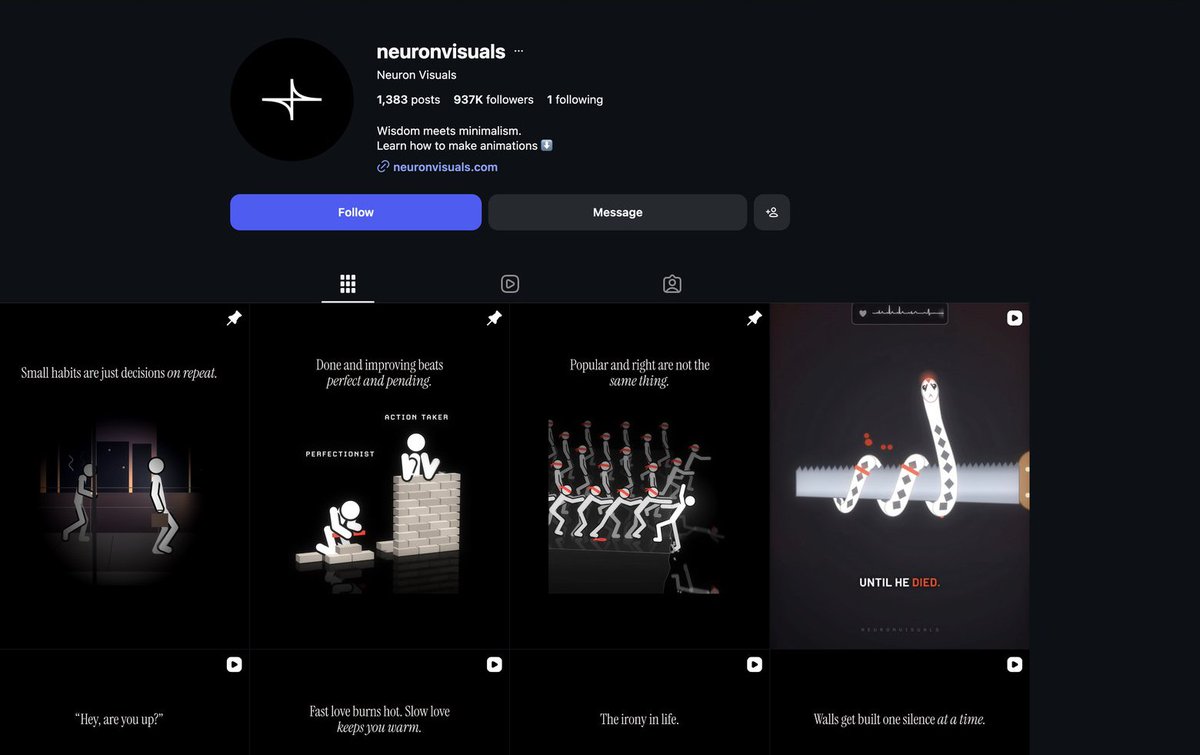 neuronvisuals ...
Neuron Visuals
1,383 posts 937K followers 1 following
Wisdom meets minimalism.
Learn how to make animations ⬇️
neuronvisuals.com
Follow
Message
Small habits are just decisions on repeat.
Done and improving beats
perfect and pending.
ACTION TAKER
PERFECTIONIST
Popular and right are not the
same thing.
UNTIL HE DIED.
NEURONVISUALS
“Hey, are you up?”
Fast love burns hot. Slow love
keeps you warm.
The irony in life.
Walls get built one silence at a time.